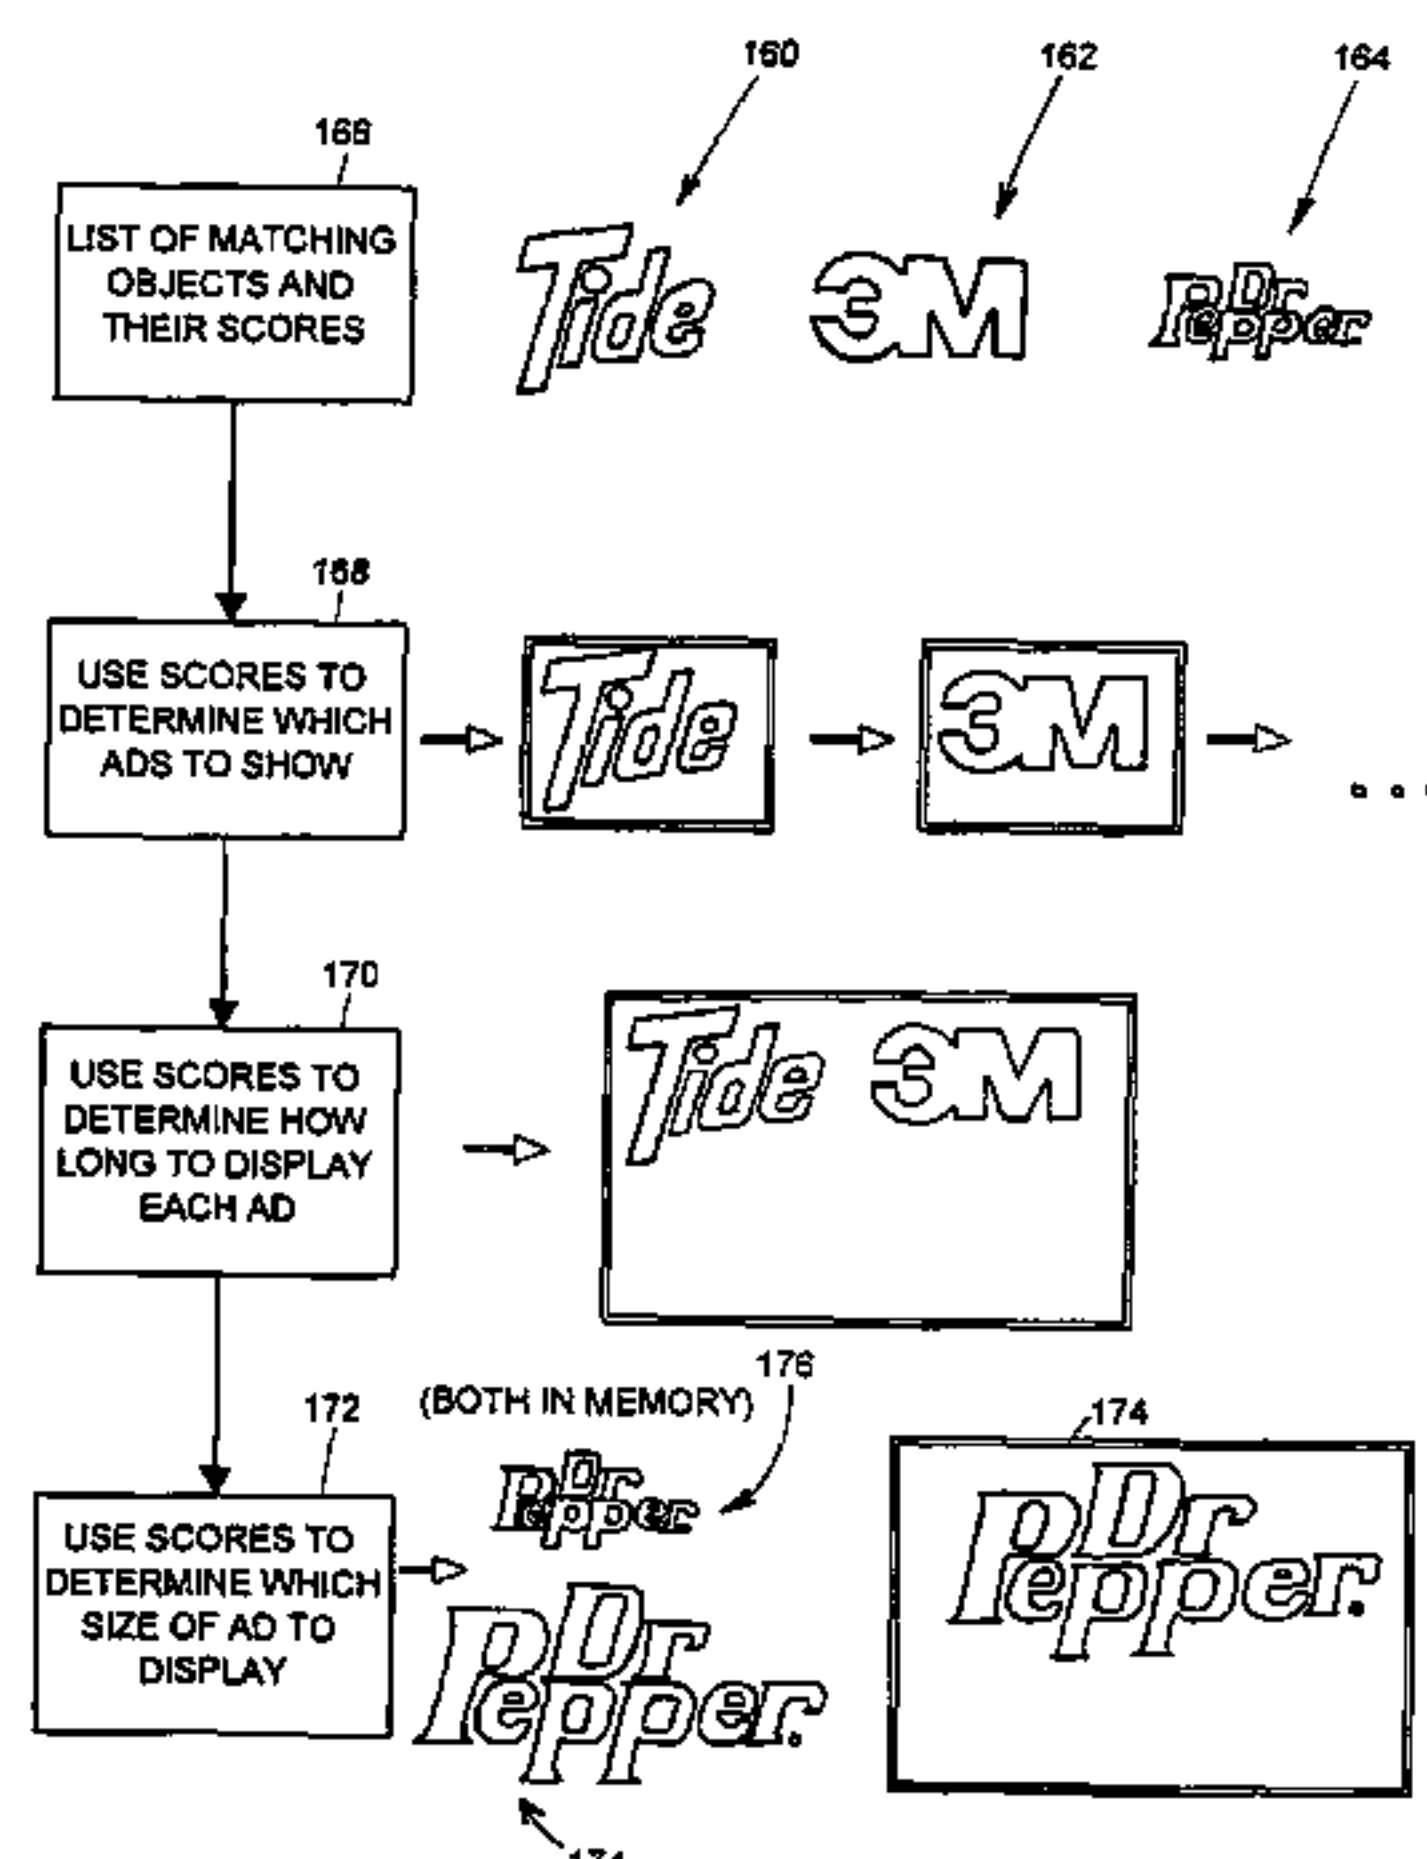 160
162
164
166
LIST OF MATCHING
OBJECTS AND
THEIR SCORES
Tide
3M
Dr
Pepper.
168
USE SCORES TO
DETERMINE WHICH
ADS TO SHOW
Tide
3M
. . .
170
USE SCORES TO
DETERMINE HOW
LONG TO DISPLAY
EACH AD
Tide
3M
172
(BOTH IN MEMORY)
176
174
USE SCORES TO
DETERMINE WHICH
SIZE OF AD TO
DISPLAY
Dr
Pepper.
Dr
Pepper.
Dr
Pepper.